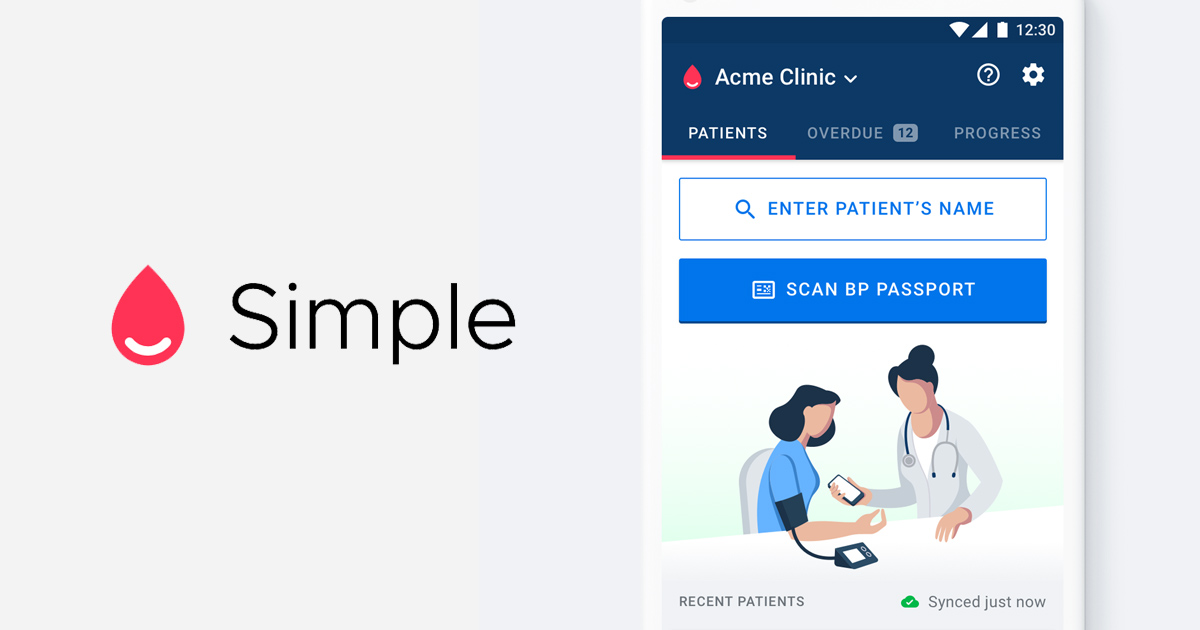 Simple
12:30
Acme Clinic
PATIENTS OVERDUE 12 PROGRESS
ENTER PATIENT’S NAME
SCAN BP PASSPORT
RECENT PATIENTS Synced just now